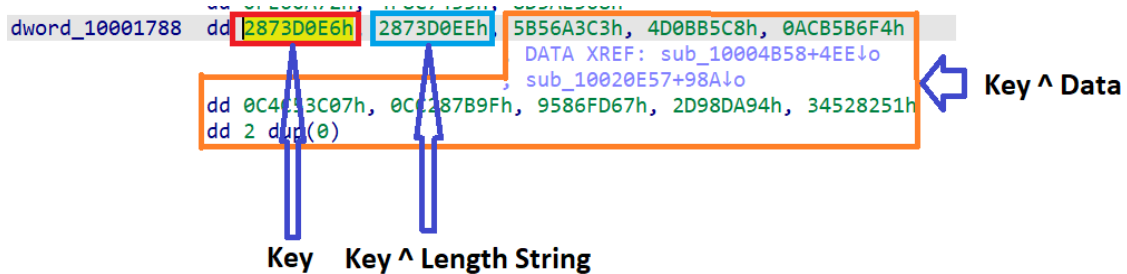 dword_10001788 dd 2873D0E6h, 2873D0EEh, 5B56A3C3h, 4D0BB5C8h, 0ACB5B6F4h
; DATA XREF: sub_10004B58+4EE↓o
; sub_10020E57+98A↓o
Key ^ Data
dd 0C4C53C07h, 0CC287B9Fh, 9586FD67h, 2D98DA94h, 34528251h
dd 2 dup(0)
Key Key ^ Length String